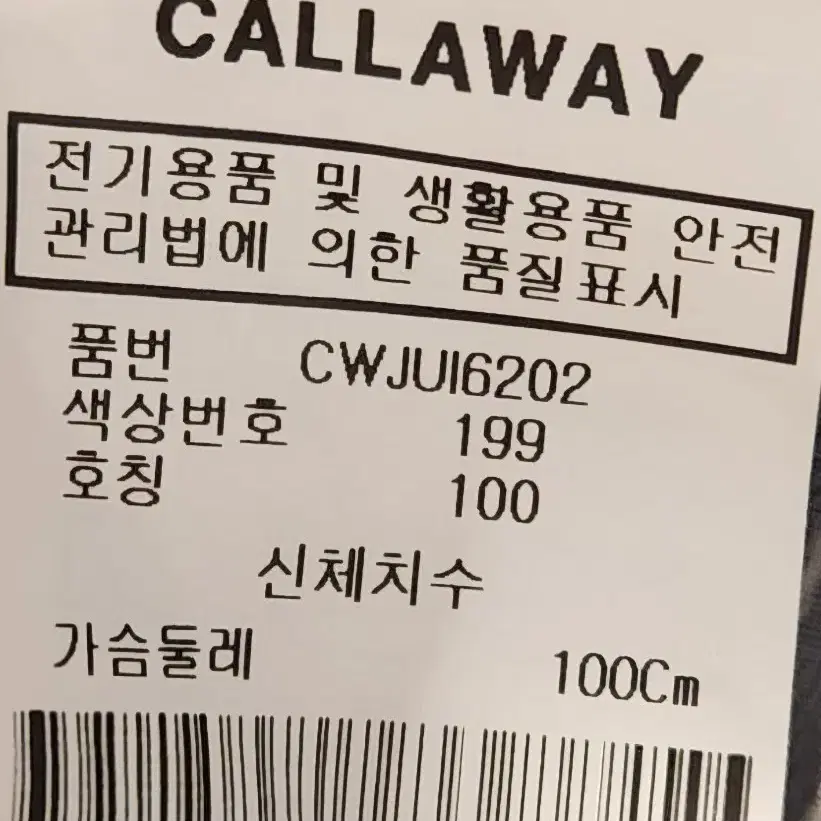 CALLAWAY
전기용품 및 생활용품 안전
관리법에 의한 품질표시
품번 CWJUI6202
색상번호 199
호칭 100
신체치수
가슴둘레 100Cm